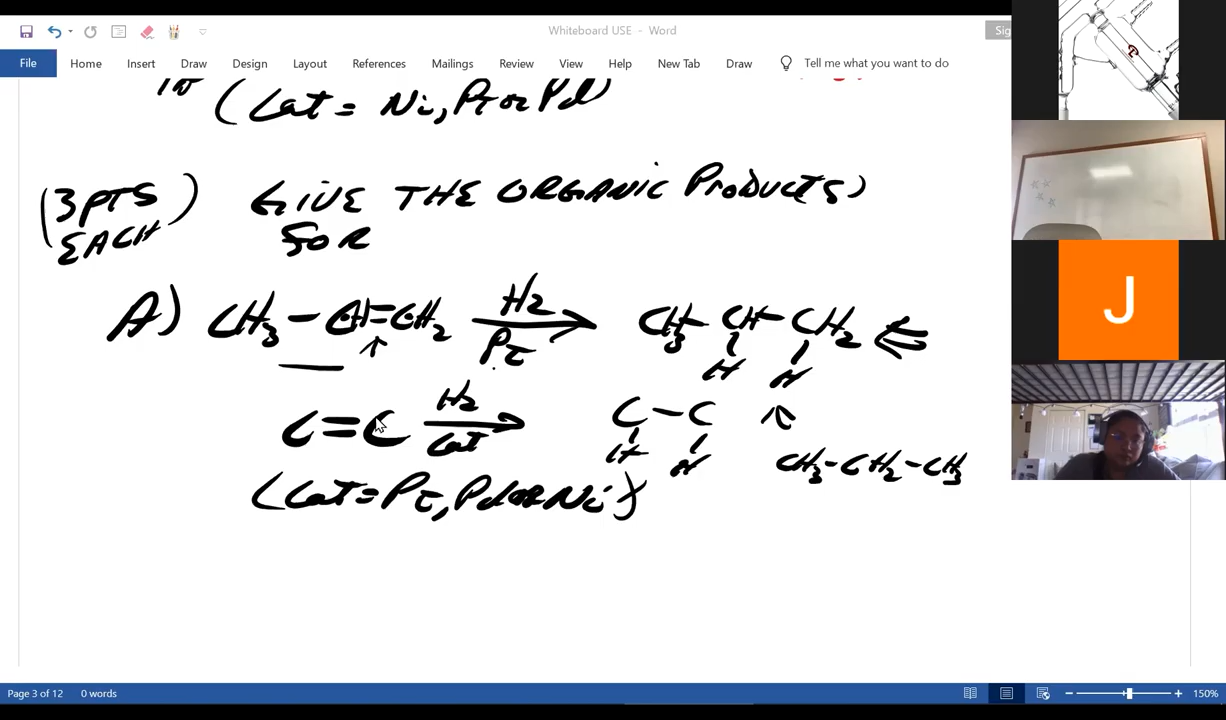 Whiteboard USE - Word
Sig
File Home Insert Draw Design Layout References Mailings Review View Help New Tab Draw Tell me what you want to do
(Cat = Ni, Pt or Pd)
(3 PTS EACH) GIVE THE ORGANIC PRODUCT(S)
FOR
A) CH3-CH=CH2 H2 Pt CH3-CH-CH2
H H
C=C H2 Cat C-C
H H
CH3-CH2-CH3
(Cat=Pt, Pd or Ni)
J
Page 3 of 12 0 words 150%